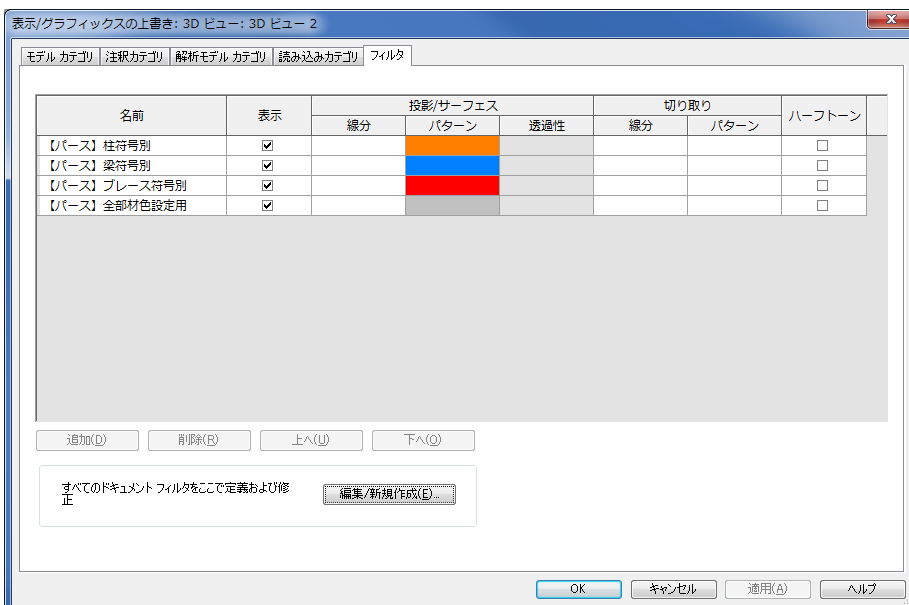 表示/グラフィックスの上書き: 3D ビュー: 3D ビュー 2
モデル カテゴリ 注釈カテゴリ 解析モデル カテゴリ 読み込みカテゴリ フィルタ
名前 表示 投影/サーフェス 切り取り ハーフトーン
線分 パターン 透過性 線分 パターン
【パース】柱符号別
【パース】梁符号別
【パース】ブレース符号別
【パース】全部材色設定用
追加(D) 削除(R) 上へ(U) 下へ(O)
すべてのドキュメント フィルタをここで定義および修
正
編集/新規作成(E)...
OK キャンセル 適用(A) ヘルプ